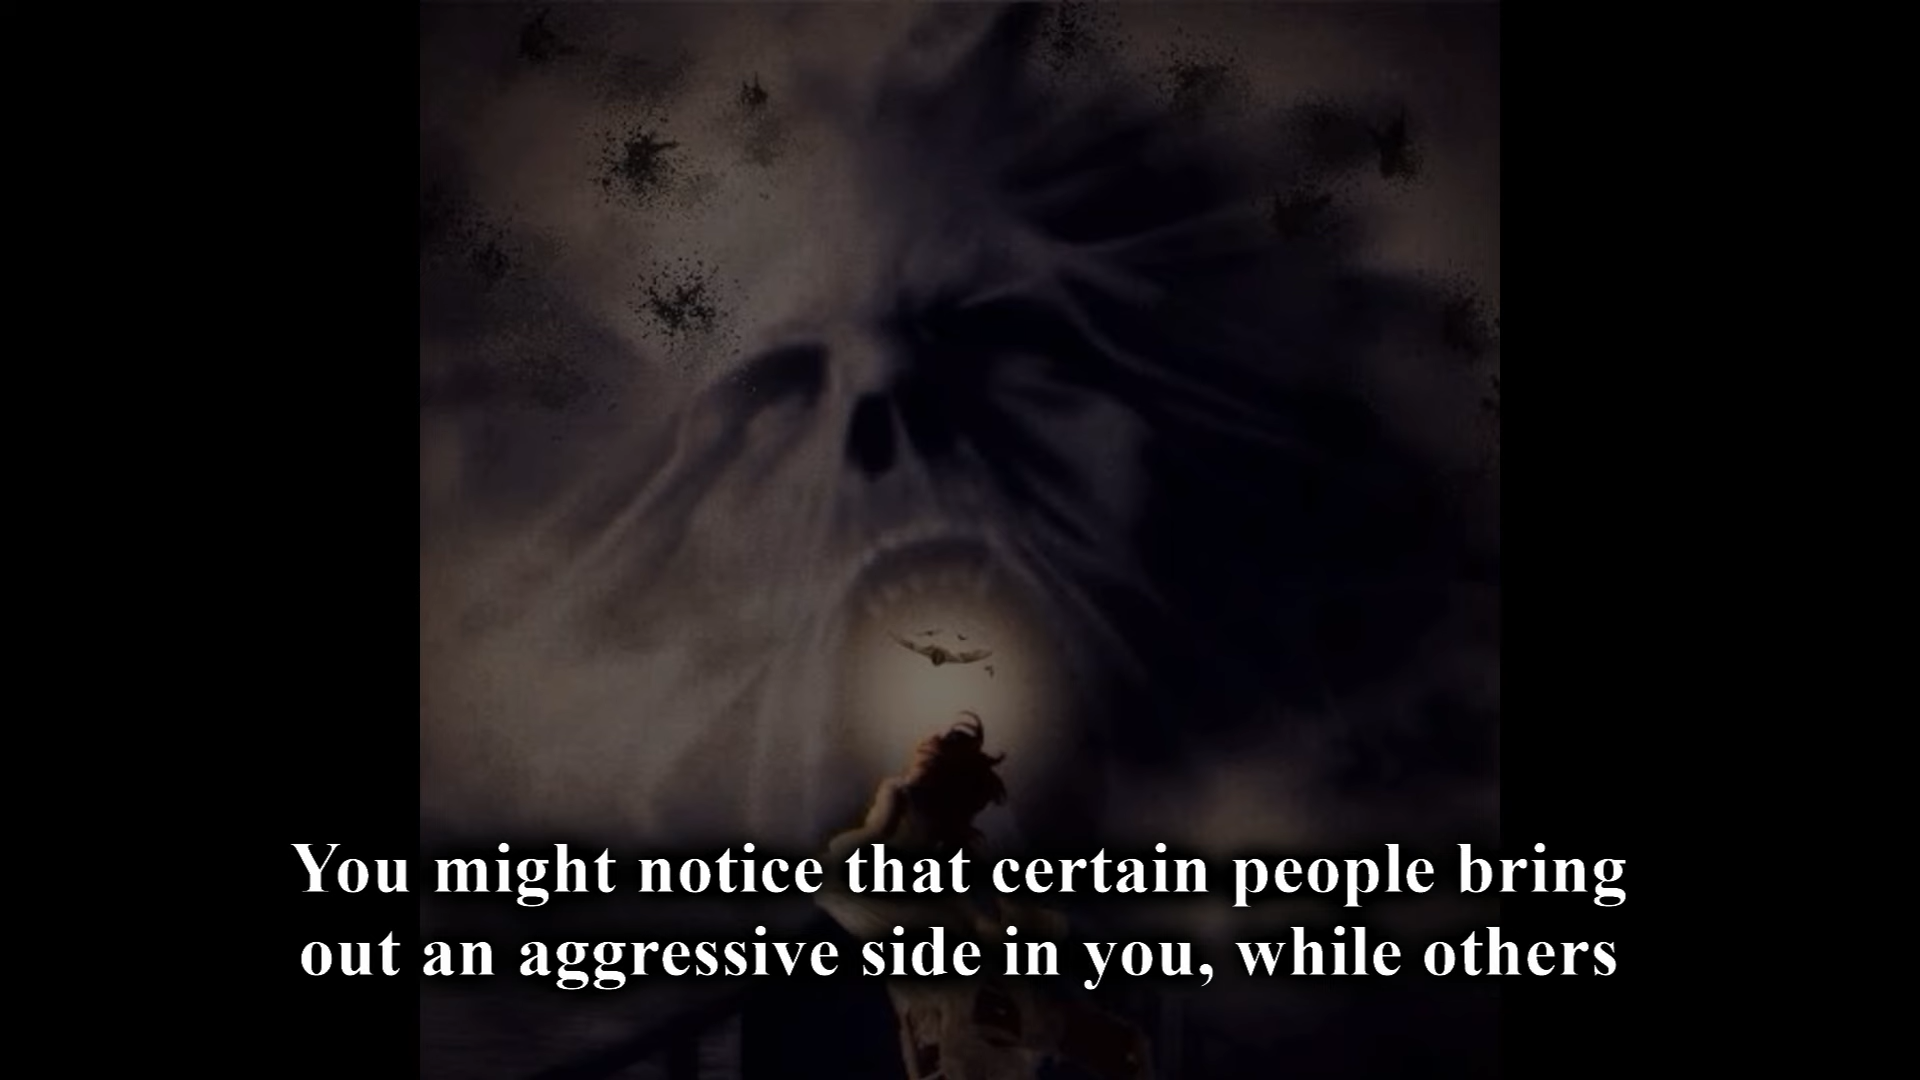 You might notice that certain people bring
out an aggressive side in you, while others